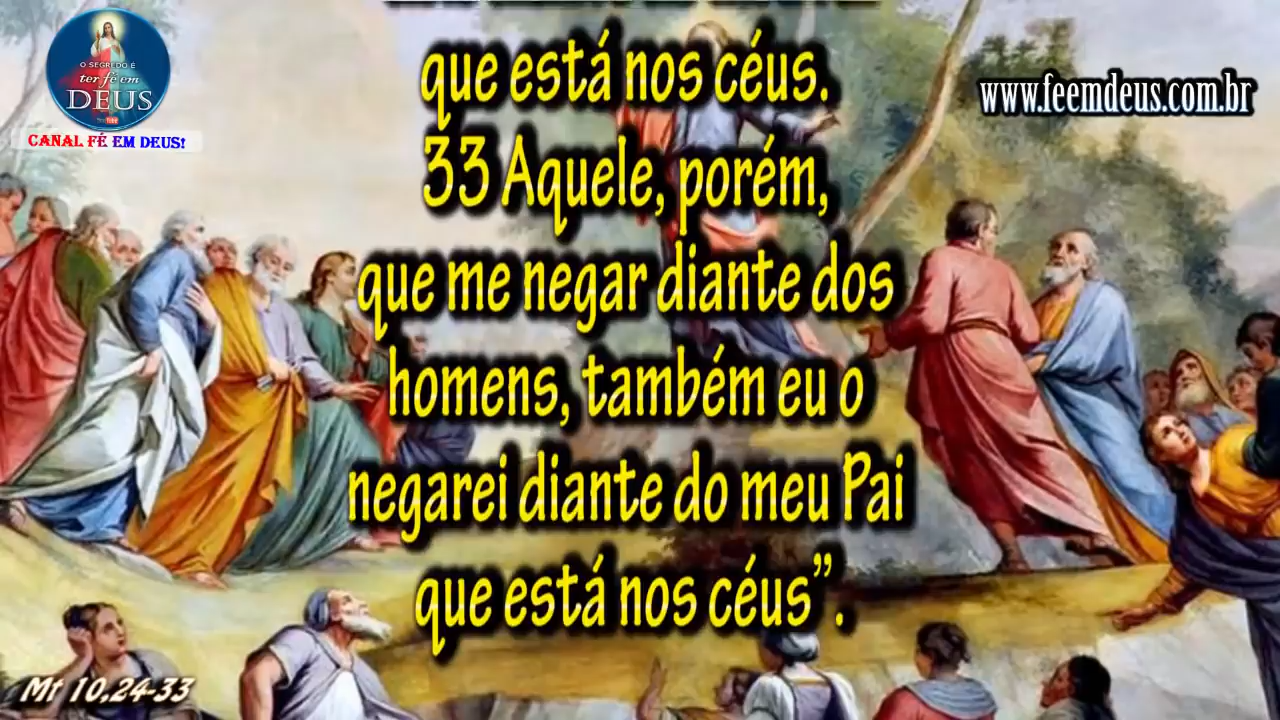 O SEGREDO É
ter fé em
DEUS
CANAL FÉ EM DEUS!
www.feemdeus.com.br
que está nos céus.
33 Aquele, porém,
que me negar diante dos
homens, também eu o
negarei diante do meu Pai
que está nos céus”.
Mt 10,24-33